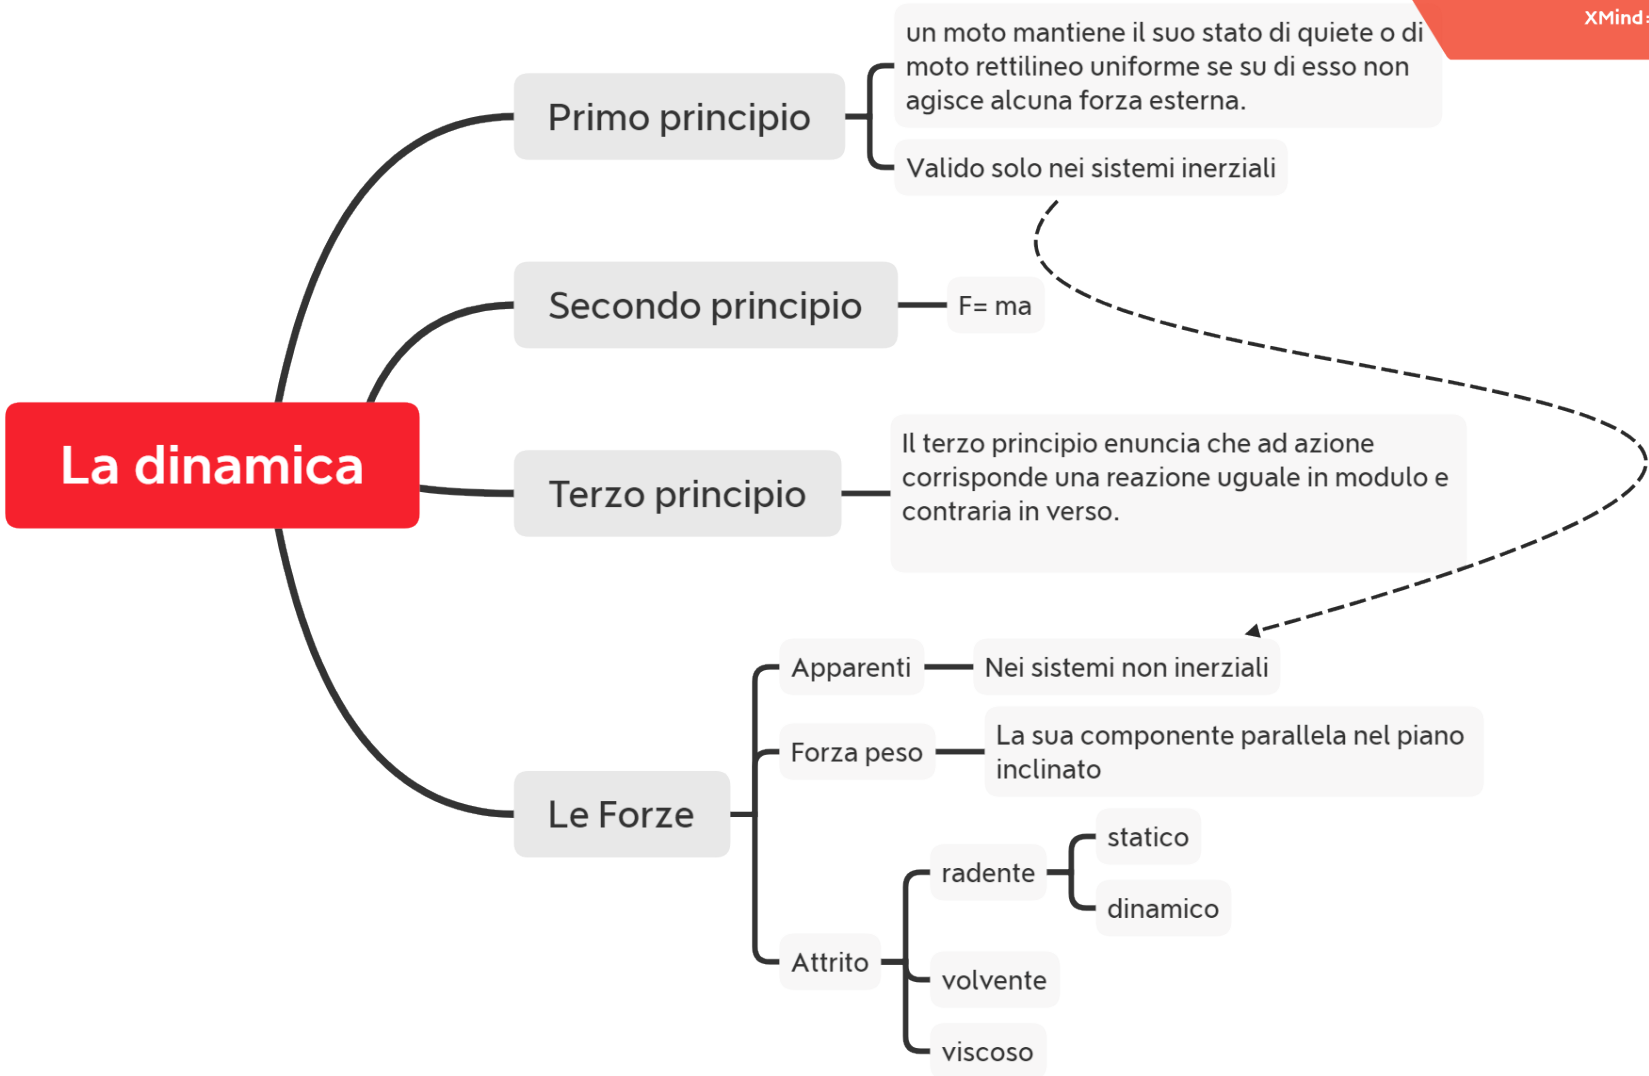 XMind
un moto mantiene il suo stato di quiete o di
moto rettilineo uniforme se su di esso non
agisce alcuna forza esterna.
Primo principio
Valido solo nei sistemi inerziali
Secondo principio
F= ma
La dinamica
Terzo principio
Il terzo principio enuncia che ad azione
corrisponde una reazione uguale in modulo e
contraria in verso.
Le Forze
Apparenti
Nei sistemi non inerziali
Forza peso
La sua componente parallela nel piano
inclinato
Attrito
radente
statico
dinamico
volvente
viscoso